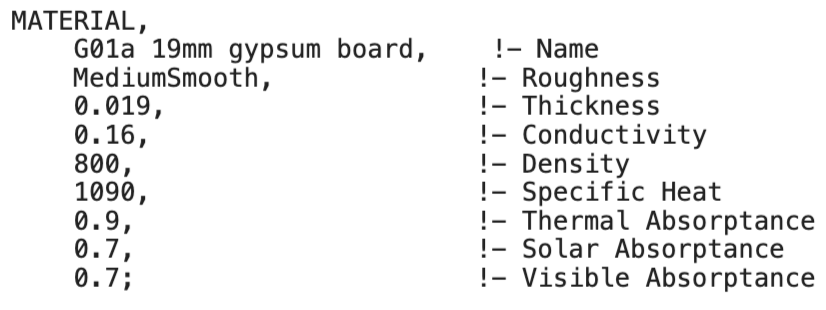 MATERIAL,
G01a 19mm gypsum board, !- Name
MediumSmooth, !- Roughness
0.019, !- Thickness
0.16, !- Conductivity
800, !- Density
1090, !- Specific Heat
0.9, !- Thermal Absorptance
0.7, !- Solar Absorptance
0.7; !- Visible Absorptance